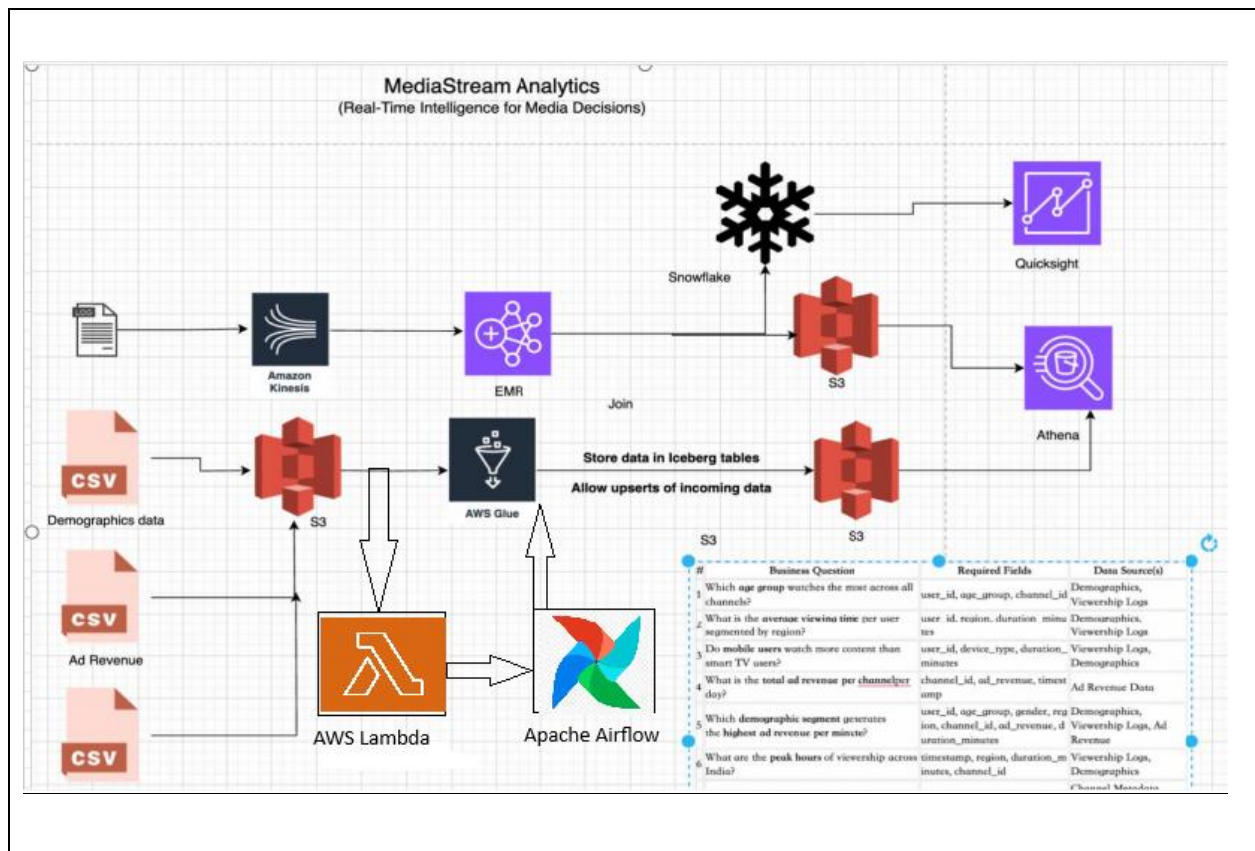 MediaStream Analytics
(Real-Time Intelligence for Media Decisions)
Snowflake
Quicksight
LOG
Amazon
Kinesis
EMR
S3
Join
Athena
CSV
Demographics data
S3
AWS Glue
Store data in Iceberg tables
Allow upserts of incoming data
S3
CSV
Ad Revenue
CSV
AWS Lambda
Apache Airflow
S3
# Business Question Required Fields Data Source(s)
1 Which age group watches the most across all channels? user_id, age_group, channel_id Demographics, Viewership Logs
2 What is the average viewing time per user segmented by region? user_id, region, duration_minutes Demographics, Viewership Logs
3 Do mobile users watch more content than smart TV users? user_id, device_type, duration_minutes Viewership Logs, Demographics
4 What is the total ad revenue per channelper day? channel_id, ad_revenue, timestamp Ad Revenue Data
5 Which demographic segment generates the highest ad revenue per minute? user_id, age_group, gender, region, channel_id, ad_revenue, duration_minutes Demographics, Viewership Logs, Ad Revenue
6 What are the peak hours of viewership across India? timestamp, region, duration_minutes, channel_id Viewership Logs, Demographics
Channel Metadata